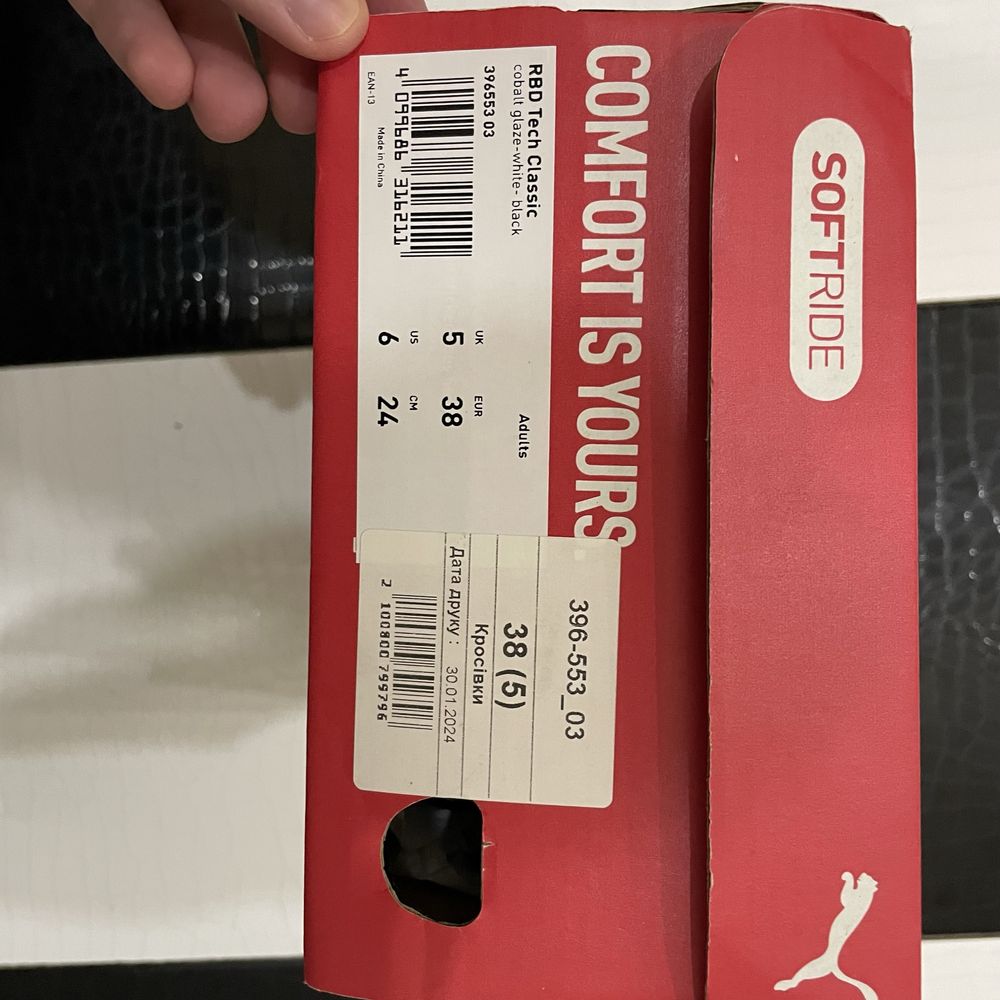 SOFTRIDE
COMFORT IS YOURS
RBD Tech Classic
cobalt glaze-white- black
396553 03
4 099686 316211
EAN-13
Made in China
Adults
UK
5
EUR
38
US
6
CM
24
396-553_03
38 (5)
Кросівки
Дата друку : 30.01.2024
2 100800 799796